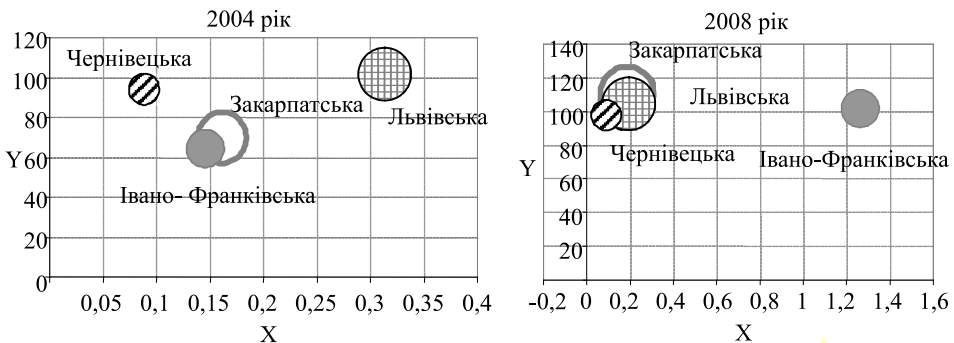 2004 рік
120
100
80
Y60
40
20
0
0,05 0,1 0,15 0,2 0,25 0,3 0,35 0,4
X
Чернівецька
Закарпатська
Львівська
Івано- Франківська
2008 рік
140
120
100
80
60
40
20
Y
-0,2 0 0,2 0,4 0,6 0,8 1 1,2 1,4 1,6
X
Закарпатська
Львівська
Чернівецька
Івано-Франківська